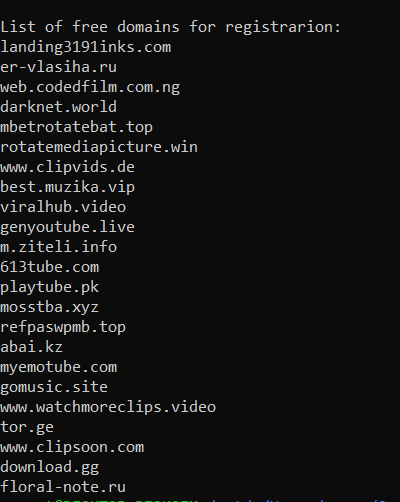 List of free domains for registrarion:
landing3191inks.com
er-vlasiha.ru
web.codedfilm.com.ng
darknet.world
mbetrotatebat.top
rotatemediapicture.win
www.clipvids.de
best.muzika.vip
viralhub.video
genyoutube.live
m.ziteli.info
613tube.com
playtube.pk
mosstba.xyz
refpaswpmb.top
abai.kz
myemotube.com
gomusic.site
www.watchmoreclips.video
tor.ge
www.clipsoon.com
download.gg
floral-note.ru